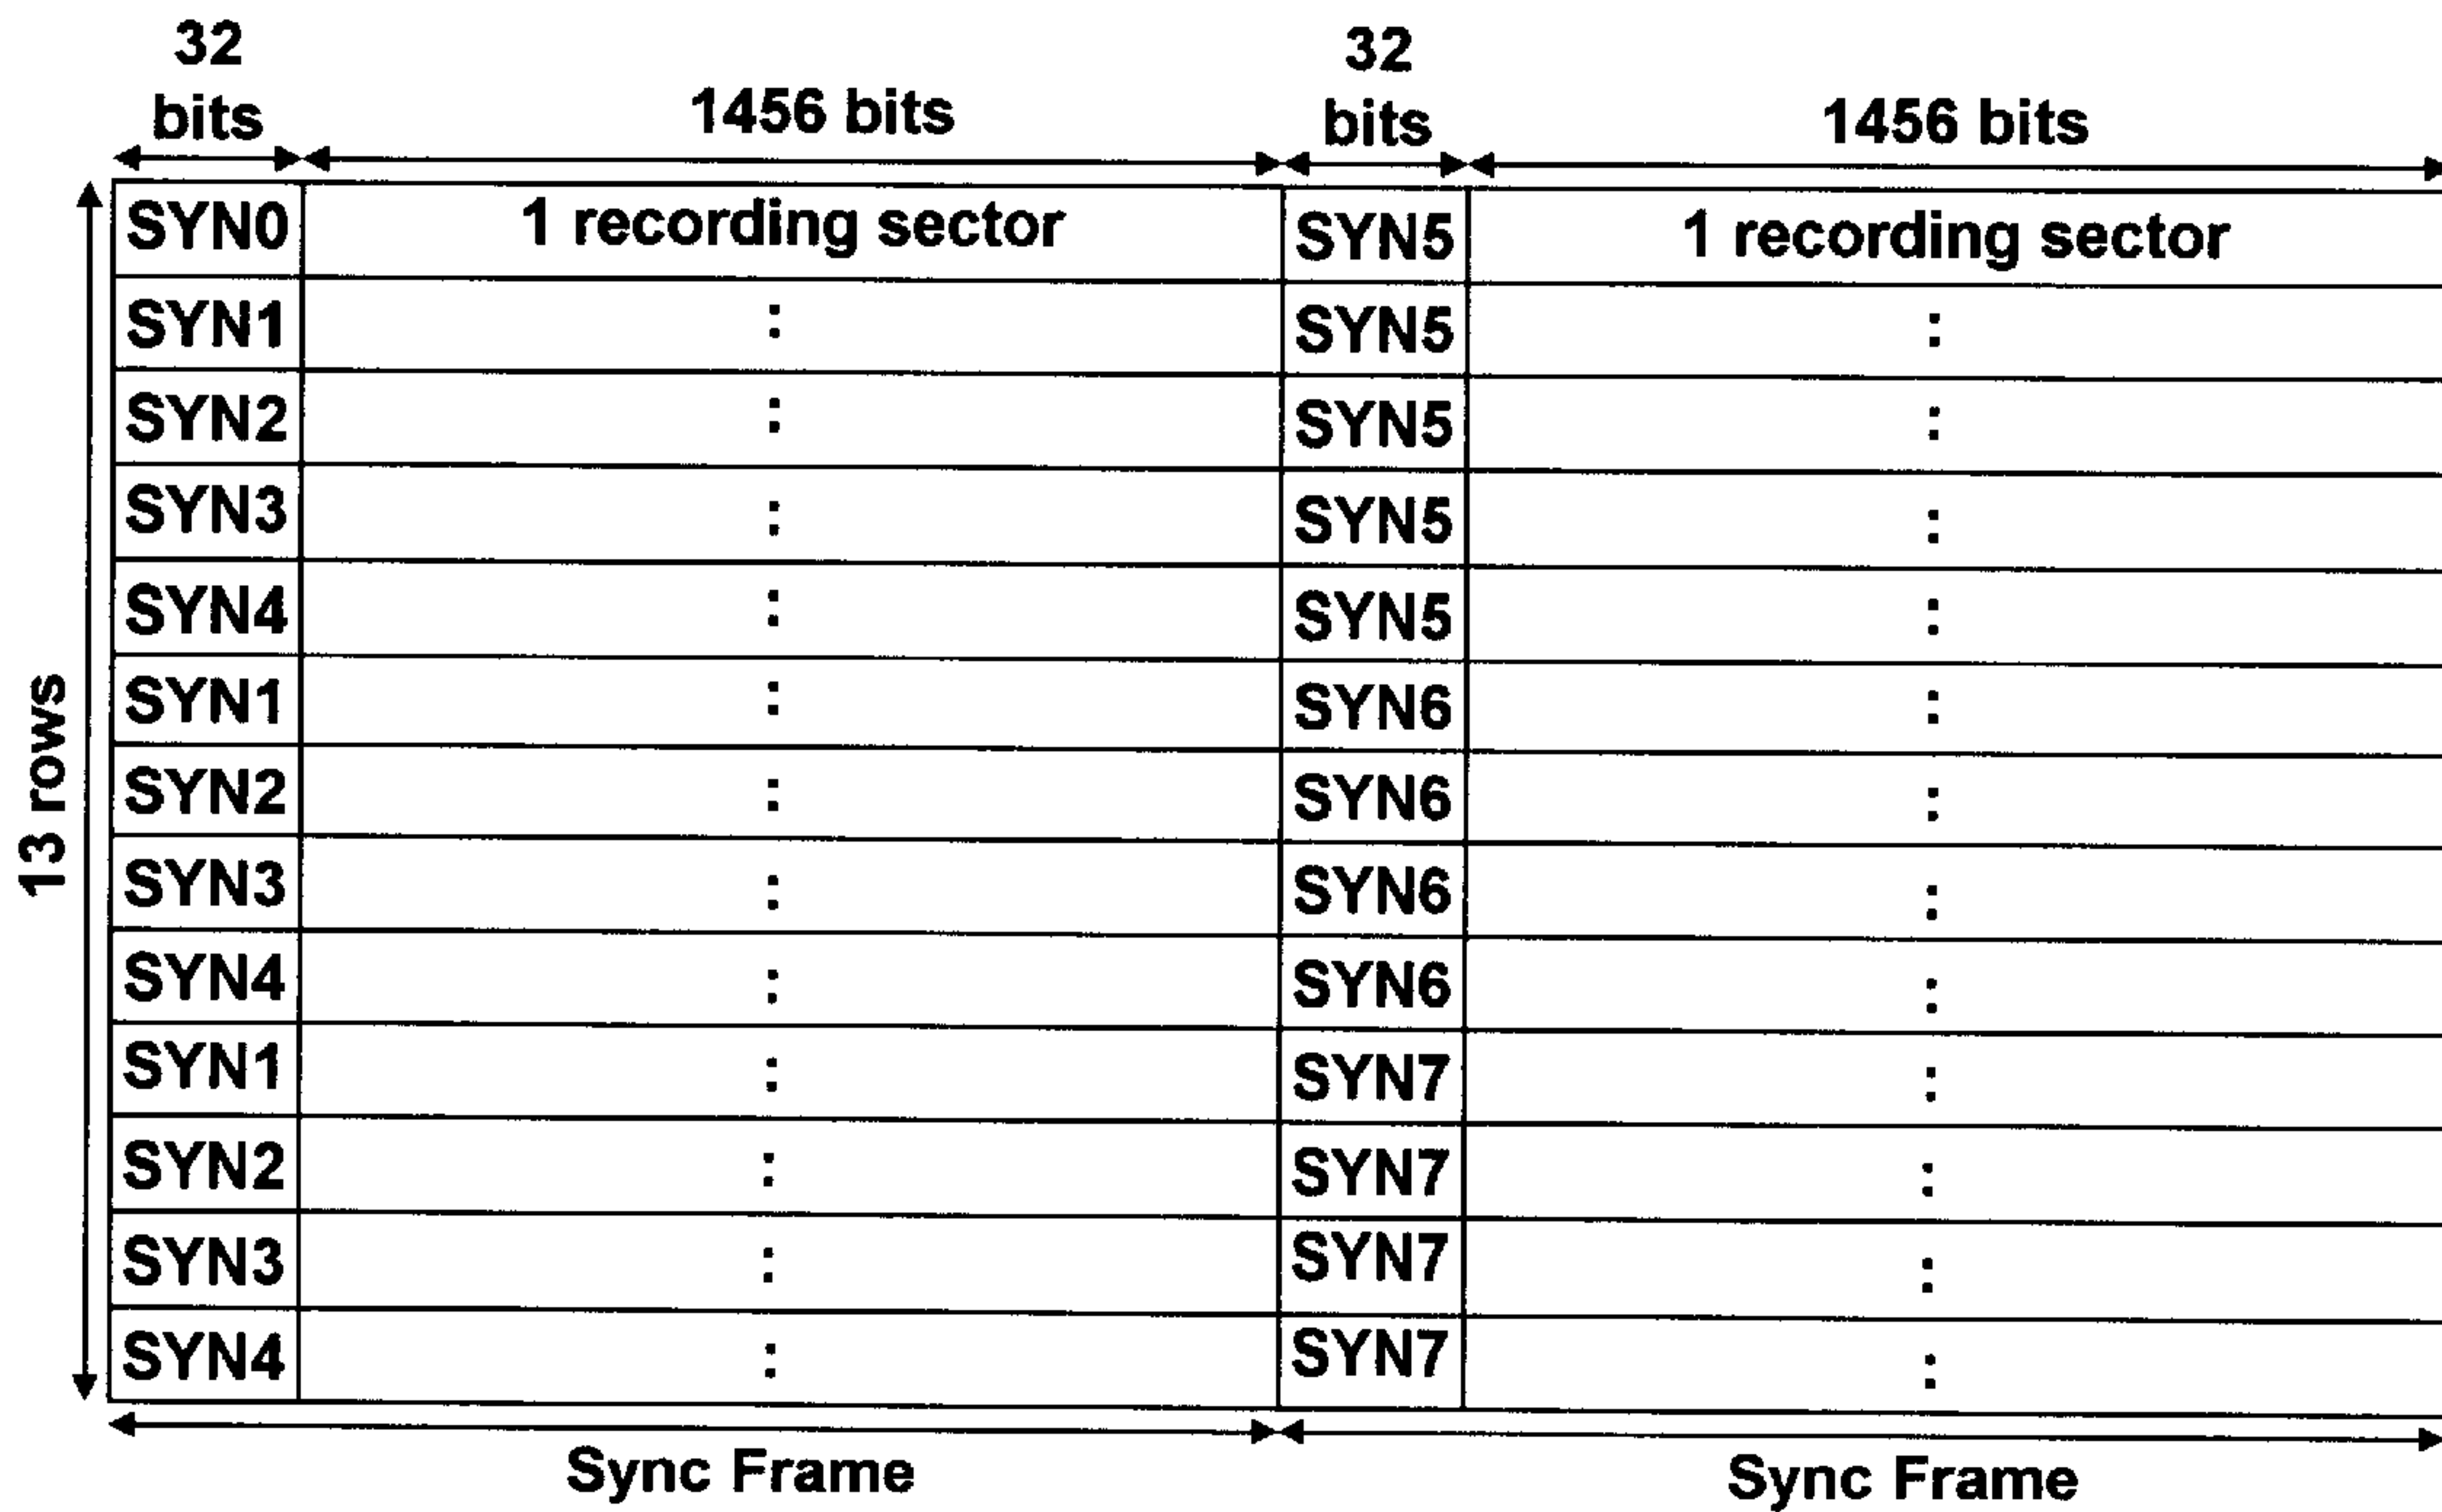 32 bits 1456 bits 32 bits 1456 bits
13 rows
SYN0 1 recording sector SYN5 1 recording sector
SYN1 : SYN5 :
SYN2 : SYN5 :
SYN3 : SYN5 :
SYN4 : SYN5 :
SYN1 : SYN6 :
SYN2 : SYN6 :
SYN3 : SYN6 :
SYN4 : SYN6 :
SYN1 : SYN7 :
SYN2 : SYN7 :
SYN3 : SYN7 :
SYN4 : SYN7 :
Sync Frame Sync Frame